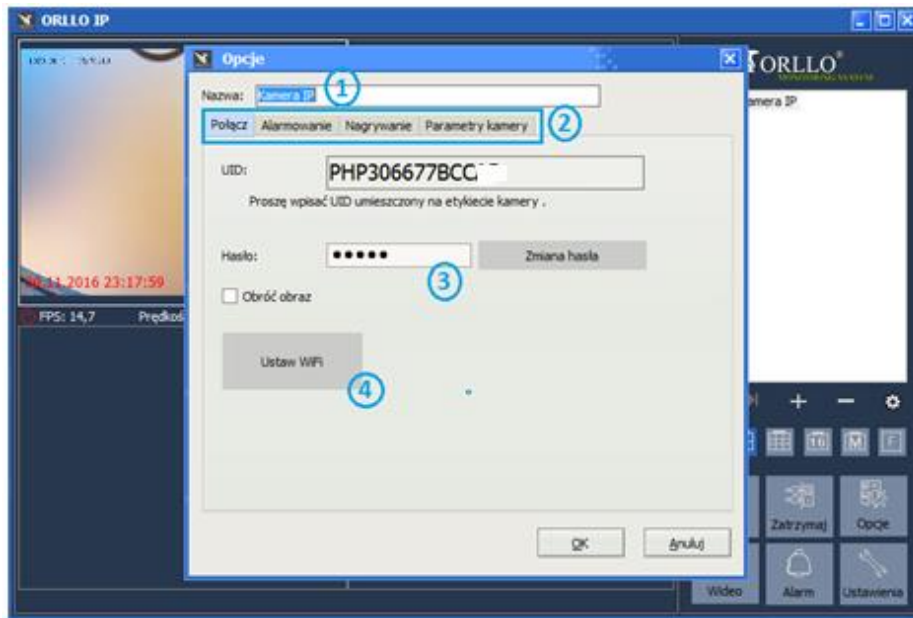 ORLLO IP
Opcje
ORLLO®
Nazwa: Kamera IP 1
Połącz Alarmowanie Nagrywanie Parametry kamery 2
UID: PHP306677BCC
Proszę wpisać UID umieszczony na etykiecie kamery .
Hasło: ●●●●● Zmiana hasła
3
11.2016 23:17:59
Obróć obraz
FPS: 14,7 Prędkoś
Ustaw WiFi
4
16 M F
Zatrzymaj Opcje
OK Anuluj
Wideo Alarm Ustawienia